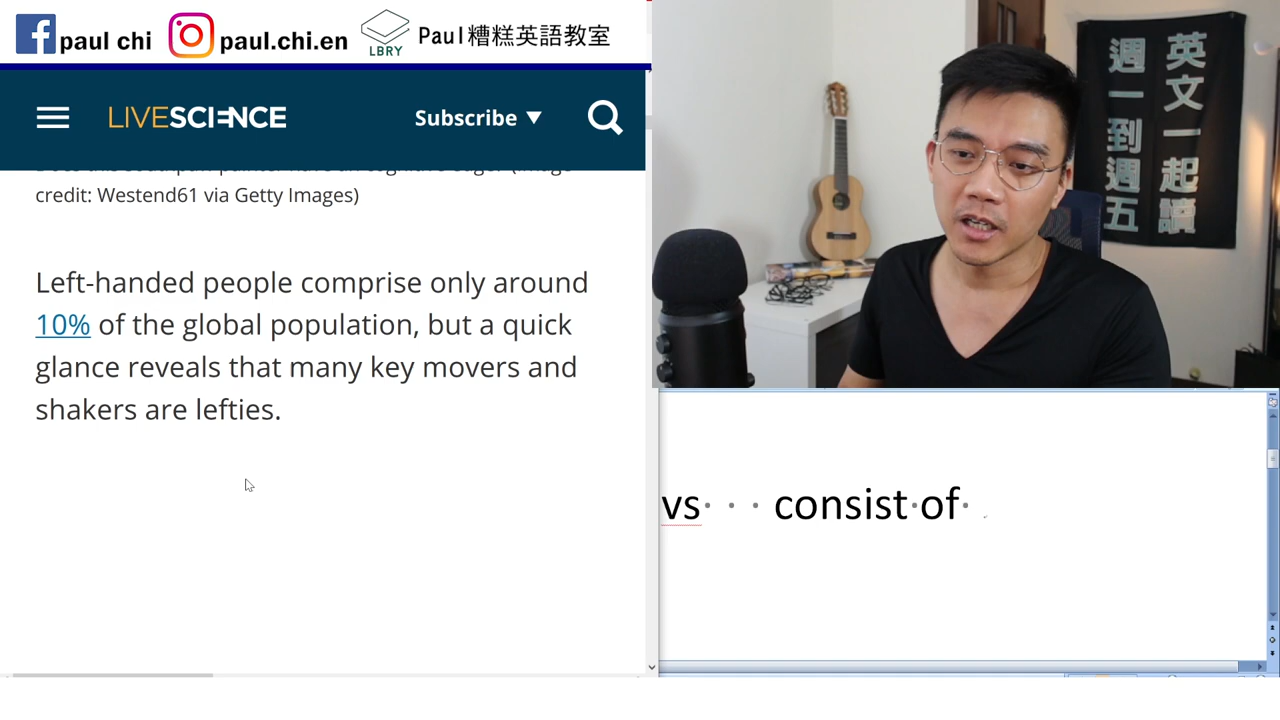 paul chi
paul.chi.en
LBRY
Paul糟糕英語教室
LIVESCIENCE
Subscribe
credit: Westend61 via Getty Images)
Left-handed people comprise only around
10% of the global population, but a quick
glance reveals that many key movers and
shakers are lefties.
英文一起讀
週一到週五
vs consist of